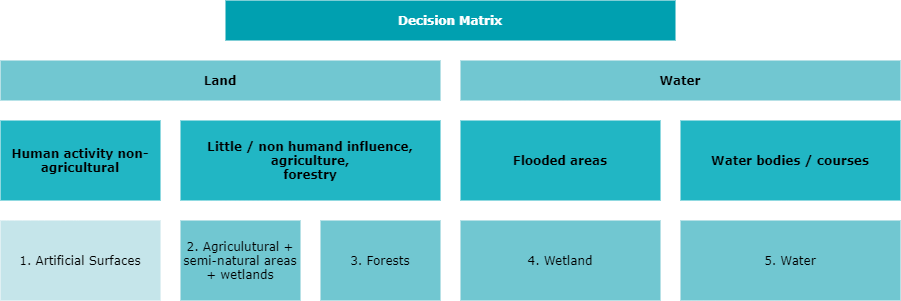 Decision Matrix
Land
Water
Human activity non-
agricultural
Little / non humand influence,
agriculture,
forestry
Flooded areas
Water bodies / courses
1. Artificial Surfaces
2. Agriculutural +
semi-natural areas
+ wetlands
3. Forests
4. Wetland
5. Water